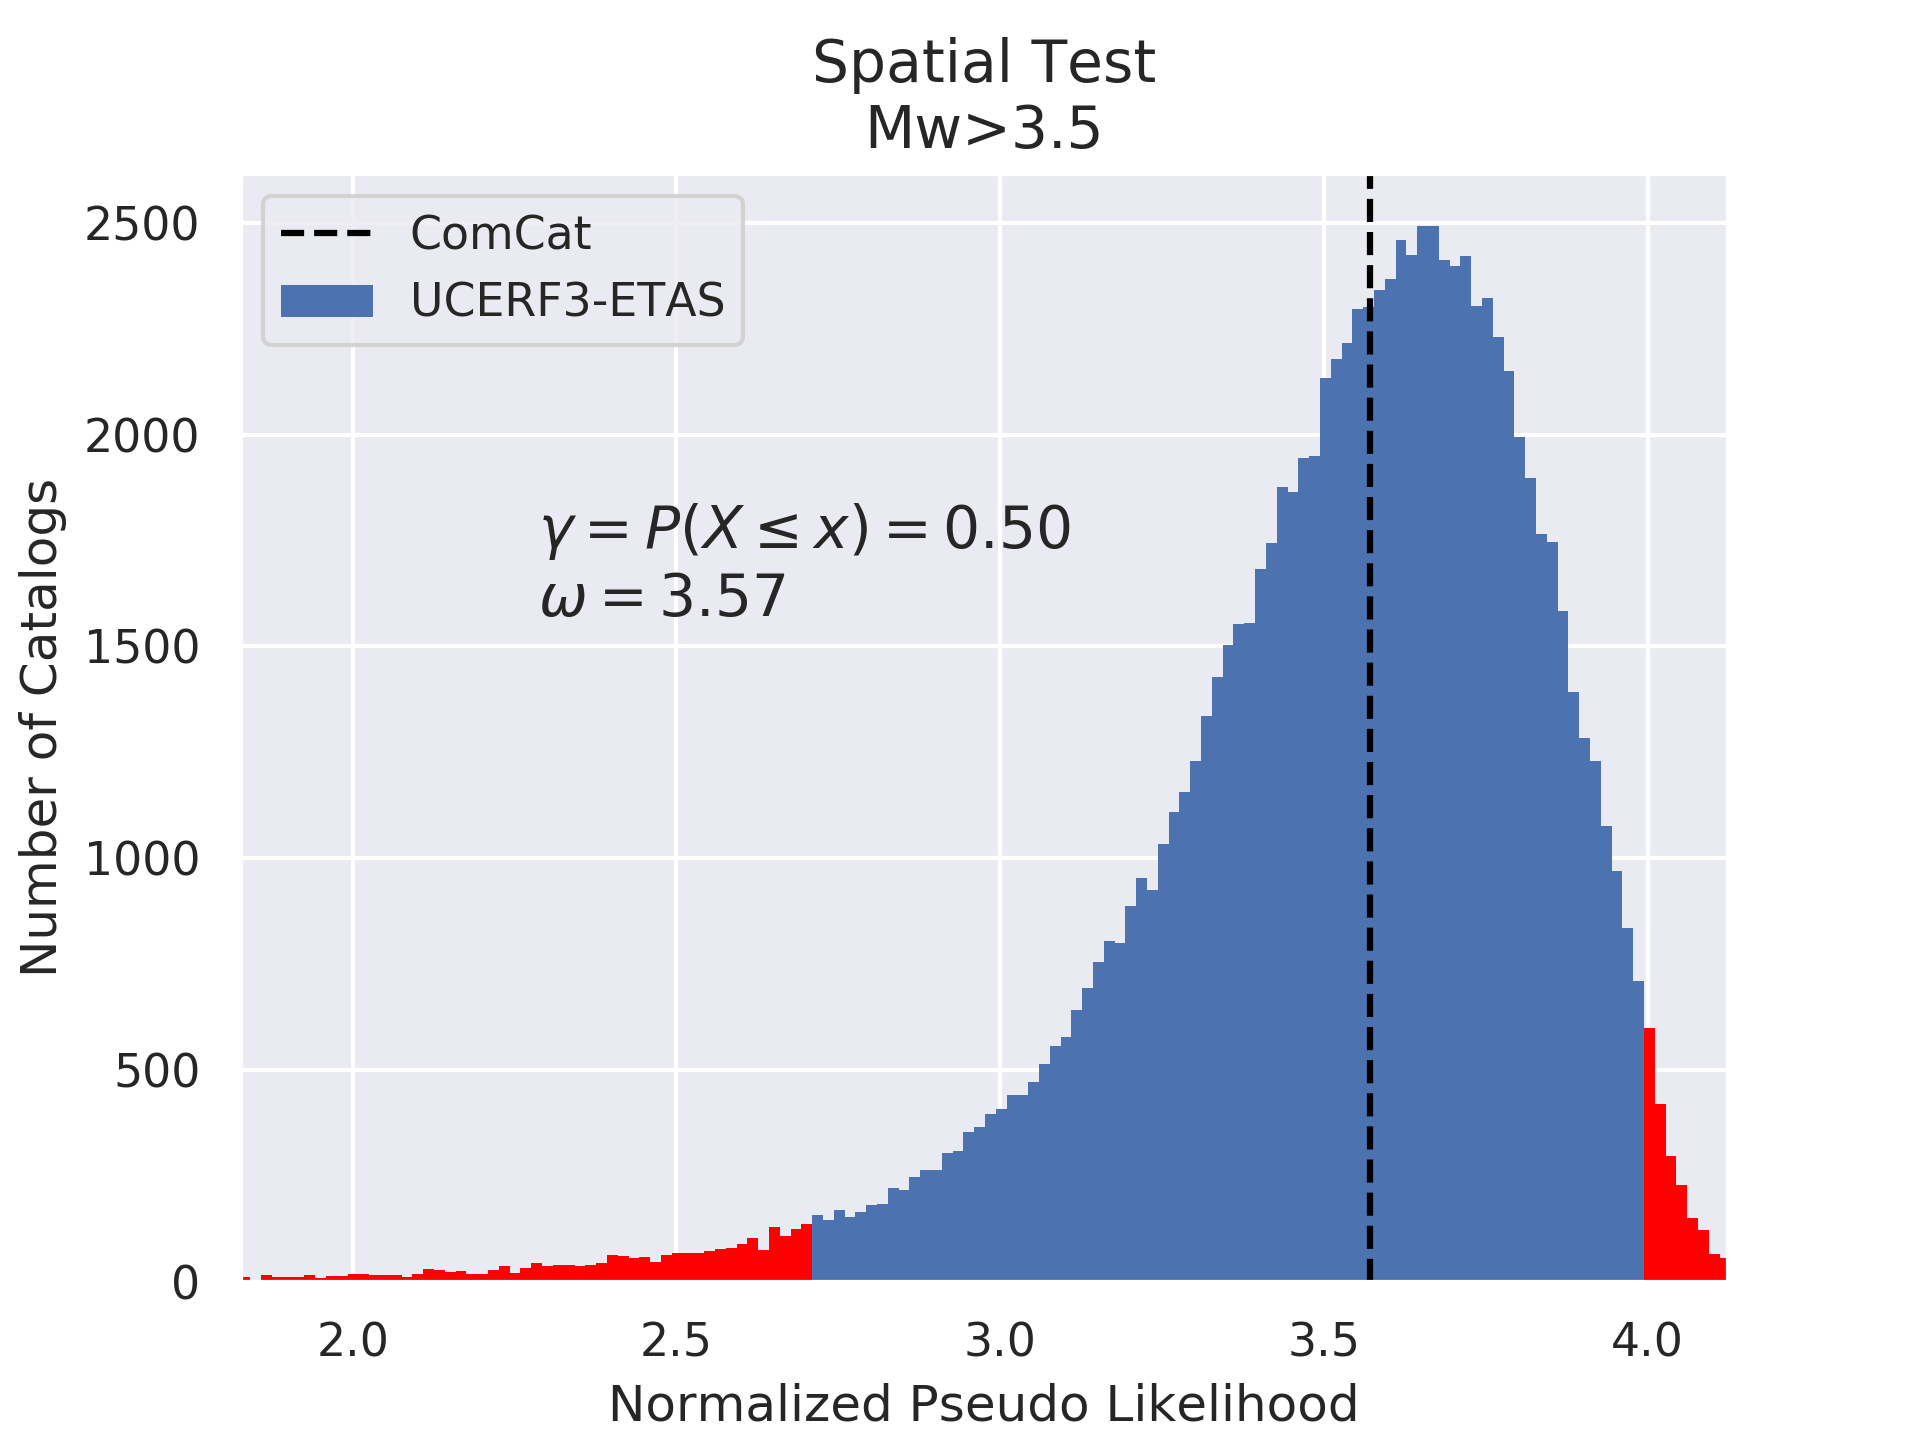 Spatial Test
Mw>3.5
ComCat
UCERF3-ETAS
γ = P(X ≤ x) = 0.50
ω = 3.57
Number of Catalogs
2500
2000
1500
1000
500
0
2.0 2.5 3.0 3.5 4.0
Normalized Pseudo Likelihood